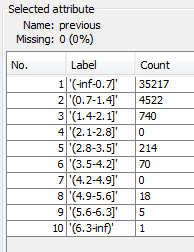 Selected attribute
Name: previous
Missing: 0 (0%)
No. Label Count
1 '(-inf-0.7]' 35217
2 '(0.7-1.4]' 4522
3 '(1.4-2.1]' 740
4 '(2.1-2.8]' 0
5 '(2.8-3.5]' 214
6 '(3.5-4.2]' 70
7 '(4.2-4.9]' 0
8 '(4.9-5.6]' 18
9 '(5.6-6.3]' 5
10 '(6.3-inf)' 1